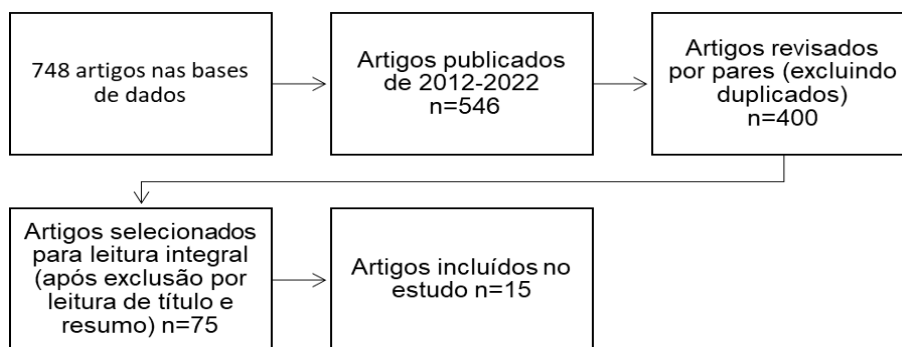 748 artigos nas bases
de dados
Artigos publicados
de 2012-2022
n=546
Artigos revisados
por pares (excluindo
duplicados)
n=400
Artigos selecionados
para leitura integral
(após exclusão por
leitura de título e
resumo) n=75
Artigos incluídos no
estudo n=15